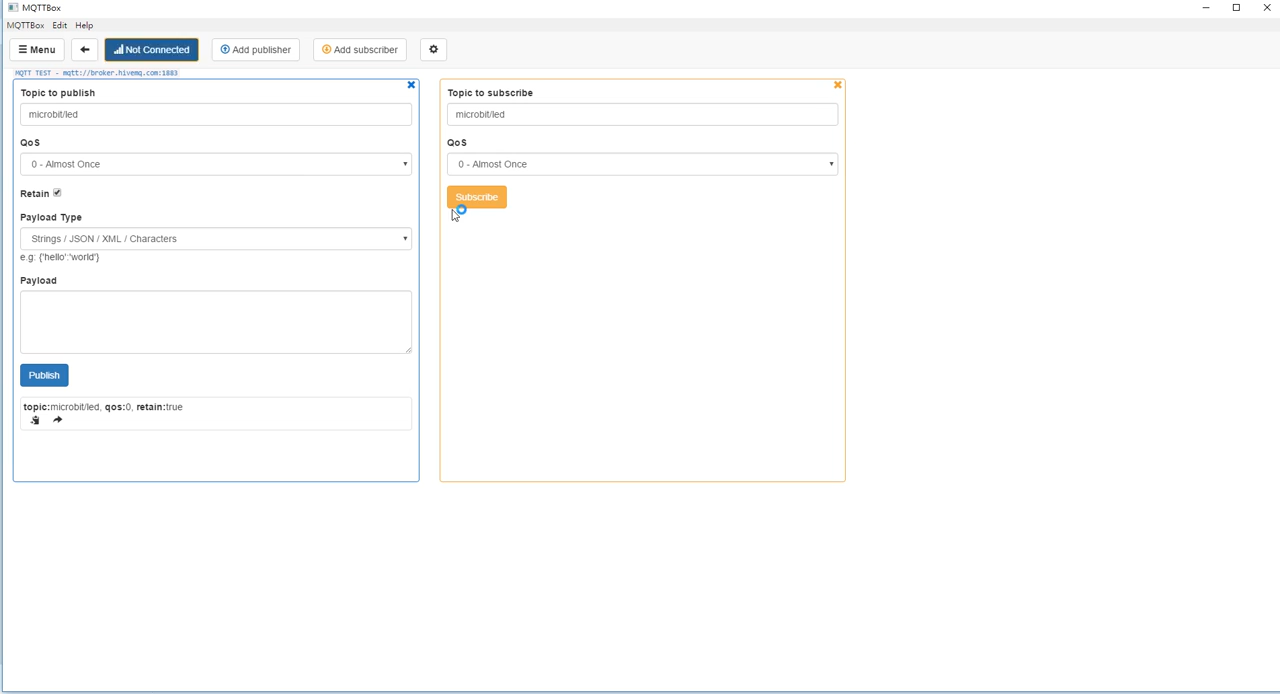 MQTTBox
MQTTBox Edit Help
Menu Not Connected Add publisher Add subscriber
MQTT TEST - mqtt://broker.hivemq.com:1883
Topic to publish
microbit/led
QoS
0 - Almost Once
Retain
Payload Type
Strings / JSON / XML / Characters
e.g: {'hello':'world'}
Payload
Publish
topic:microbit/led, qos:0, retain:true
Topic to subscribe
microbit/led
QoS
0 - Almost Once
Subscribe